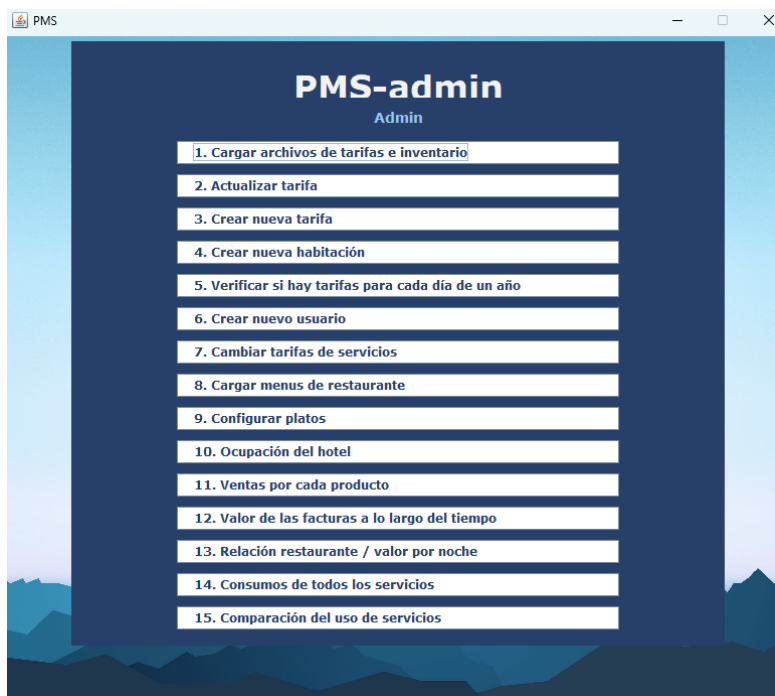 PMS
PMS-admin
Admin
1. Cargar archivos de tarifas e inventario
2. Actualizar tarifa
3. Crear nueva tarifa
4. Crear nueva habitación
5. Verificar si hay tarifas para cada día de un año
6. Crear nuevo usuario
7. Cambiar tarifas de servicios
8. Cargar menus de restaurante
9. Configurar platos
10. Ocupación del hotel
11. Ventas por cada producto
12. Valor de las facturas a lo largo del tiempo
13. Relación restaurante / valor por noche
14. Consumos de todos los servicios
15. Comparación del uso de servicios